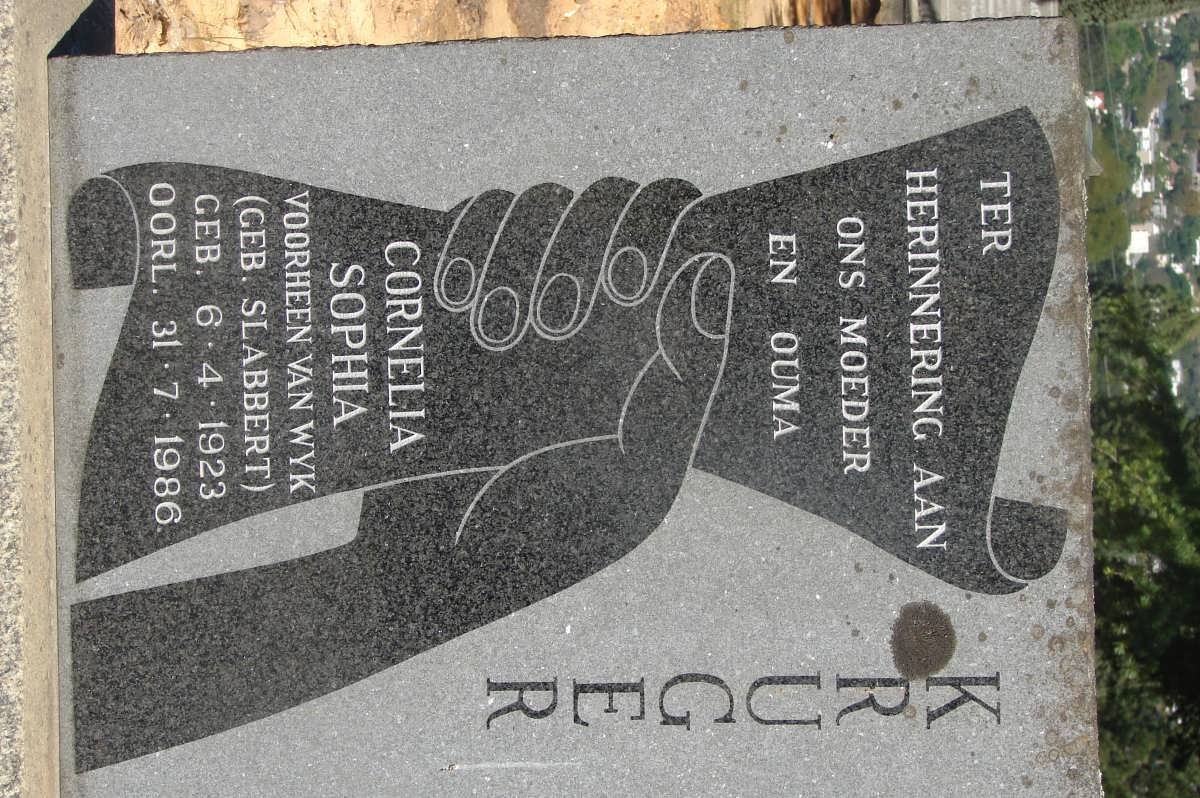 TER
HERINNERING AAN
ONS MOEDER
EN OUMA
CORNELIA
SOPHIA
VOORHEEN VAN WYK
(GEB. SLABBERT)
GEB. 6·4·1923
OORL. 31·7·1986
KRUGER